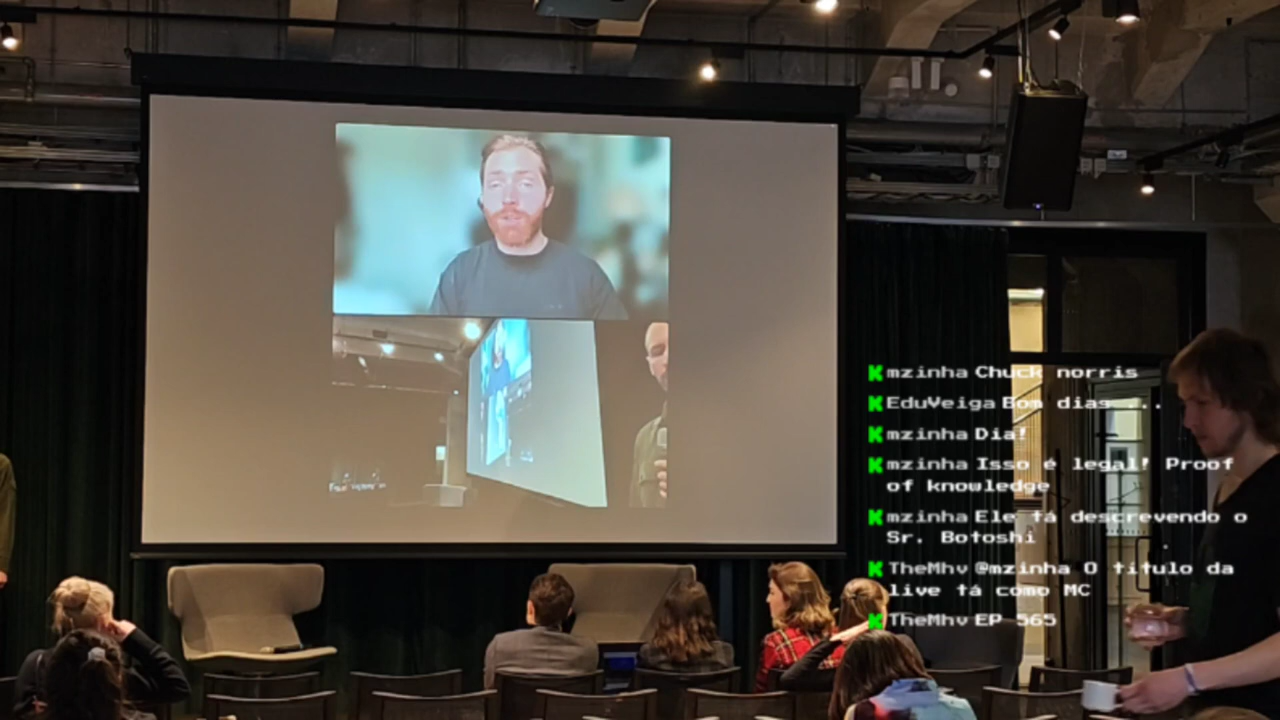 mzinha Chuck norris
EduVeiga Bom dias ...
mzinha Dia!
mzinha Isso é legal! Proof
of knowledge
mzinha Ele tá descrevendo o
Sr. Botoshi
TheMhv @mzinha O titulo da
live tá como MC
TheMhv EP 565